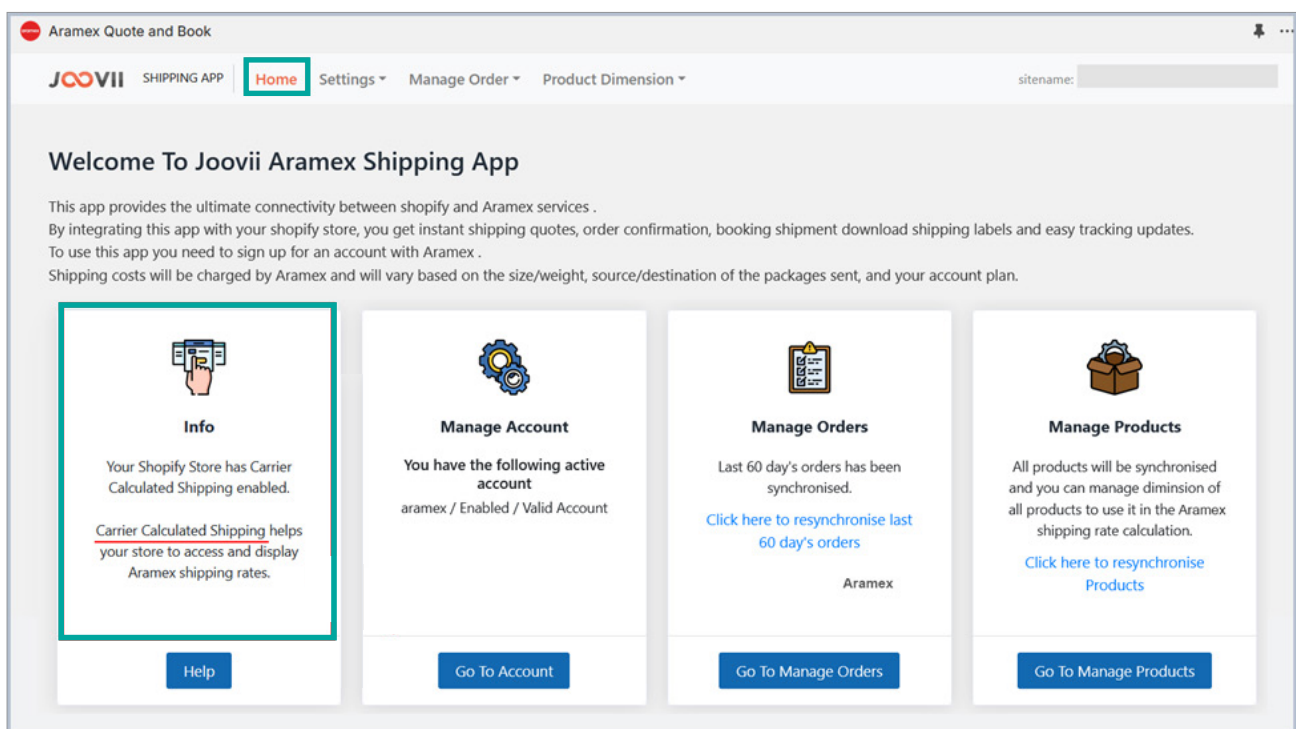 aramex
Aramex Quote and Book
JOOVII SHIPPING APP Home Settings Manage Order Product Dimension sitename:
Welcome To Joovii Aramex Shipping App
This app provides the ultimate connectivity between shopify and Aramex services .
By integrating this app with your shopify store, you get instant shipping quotes, order confirmation, booking shipment download shipping labels and easy tracking updates.
To use this app you need to sign up for an account with Aramex .
Shipping costs will be charged by Aramex and will vary based on the size/weight, source/destination of the packages sent, and your account plan.
Info
Your Shopify Store has Carrier
Calculated Shipping enabled.
Carrier Calculated Shipping helps
your store to access and display
Aramex shipping rates.
Help
Manage Account
You have the following active
account
aramex / Enabled / Valid Account
Go To Account
Manage Orders
Last 60 day's orders has been
synchronised.
Click here to resynchronise last
60 day's orders
Aramex
Go To Manage Orders
Manage Products
All products will be synchronised
and you can manage diminsion of
all products to use it in the Aramex
shipping rate calculation.
Click here to resynchronise
Products
Go To Manage Products